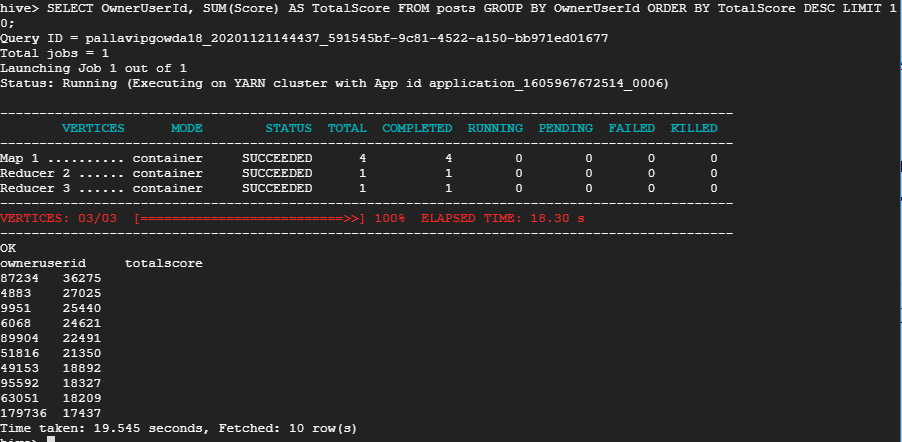 hive> SELECT OwnerUserId, SUM(Score) AS TotalScore FROM posts GROUP BY OwnerUserId ORDER BY TotalScore DESC LIMIT 1
0;
Query ID = pallavipgowda18_20201121144437_591545bf-9c81-4522-a150-bb971ed01677
Total jobs = 1
Launching Job 1 out of 1
Status: Running (Executing on YARN cluster with App id application_1605967672514_0006)
----------------------------------------------------------------------------------------------
        VERTICES      MODE        STATUS  TOTAL  COMPLETED  RUNNING  PENDING  FAILED  KILLED
----------------------------------------------------------------------------------------------
Map 1 .......... container     SUCCEEDED      4          4        0        0       0       0
Reducer 2 ...... container     SUCCEEDED      1          1        0        0       0       0
Reducer 3 ...... container     SUCCEEDED      1          1        0        0       0       0
----------------------------------------------------------------------------------------------
VERTICES: 03/03  [==========================>>] 100%  ELAPSED TIME: 18.30 s
----------------------------------------------------------------------------------------------
OK
owneruserid     totalscore
87234   36275
4883    27025
9951    25440
6068    24621
89904   22491
51816   21350
49153   18892
95592   18327
63051   18209
179736  17437
Time taken: 19.545 seconds, Fetched: 10 row(s)
hive>